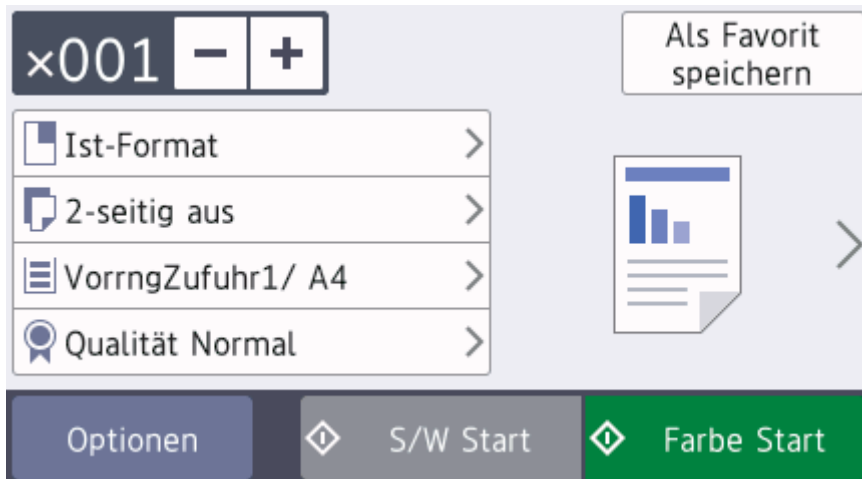 ×001
Als Favorit
speichern
Ist-Format
2-seitig aus
VorrngZufuhr1/ A4
Qualität Normal
Optionen
S/W Start
Farbe Start